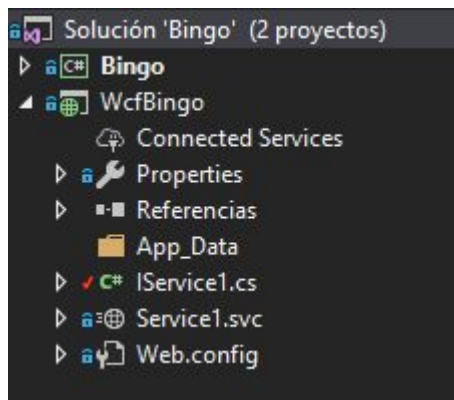 Solución 'Bingo' (2 proyectos)
C# Bingo
WcfBingo
Connected Services
Properties
Referencias
App_Data
C# IService1.cs
Service1.svc
Web.config